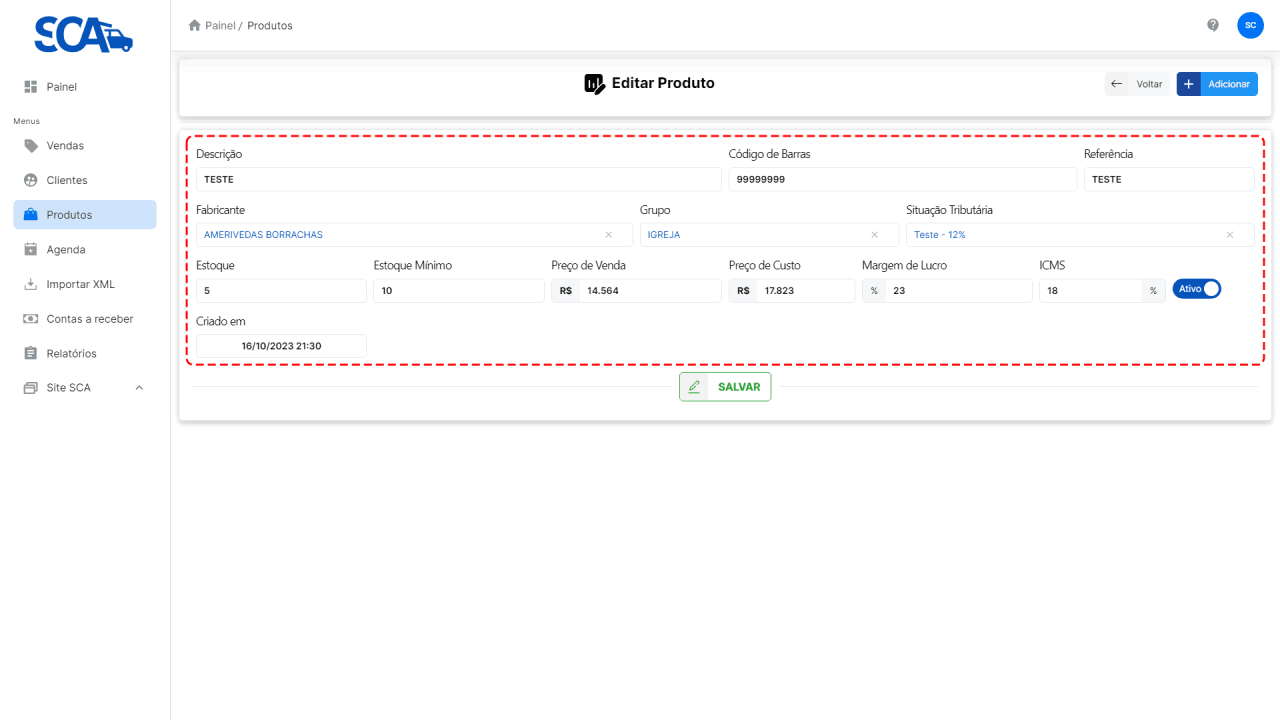 SCA
Painel / Produtos
SC
Painel
Menus
Vendas
Clientes
Produtos
Agenda
Importar XML
Contas a receber
Relatórios
Site SCA
Editar Produto
Voltar
+ Adicionar
Descrição Código de Barras Referência
TESTE 99999999 TESTE
Fabricante Grupo Situação Tributária
AMERIVEDAS BORRACHAS × IGREJA × Teste - 12% ×
Estoque Estoque Mínimo Preço de Venda Preço de Custo Margem de Lucro ICMS
5 10 R$ 14.564 R$ 17.823 % 23 18 % Ativo
Criado em
16/10/2023 21:30
SALVAR